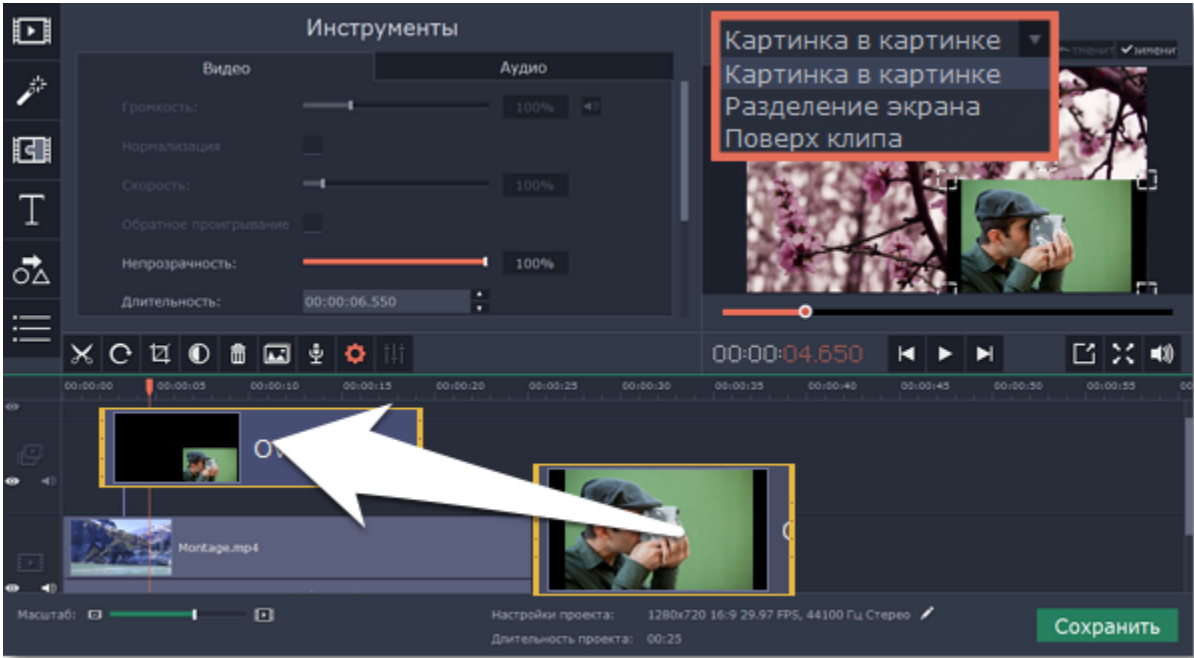 Инструменты
Видео
Аудио
Громкость:
100%
Нормализация
Скорость:
100%
Обратное проигрывание
Непрозрачность:
100%
Длительность:
00:00:06.550
Картинка в картинке
Картинка в картинке
Разделение экрана
Поверх клипа
00:00:04.650
00:00:00 00:00:05 00:00:10 00:00:15 00:00:20 00:00:25 00:00:30 00:00:35 00:00:40 00:00:45 00:00:50 00:00:55 00
Montage.mp4
Масштаб:
Настройки проекта: 1280x720 16:9 29.97 FPS, 44100 Гц Стерео
Длительность проекта: 00:25
Сохранить